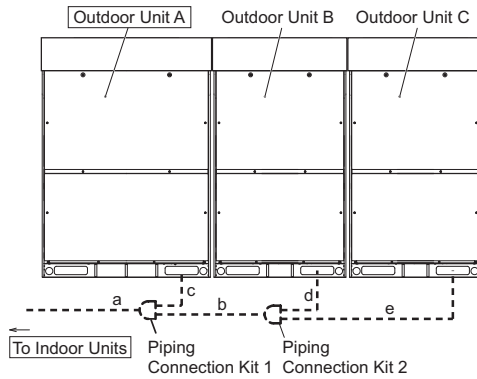 Outdoor Unit A
Outdoor Unit B
Outdoor Unit C
c
d
a
b
e
To Indoor Units
Piping
Connection Kit 1
Piping
Connection Kit 2